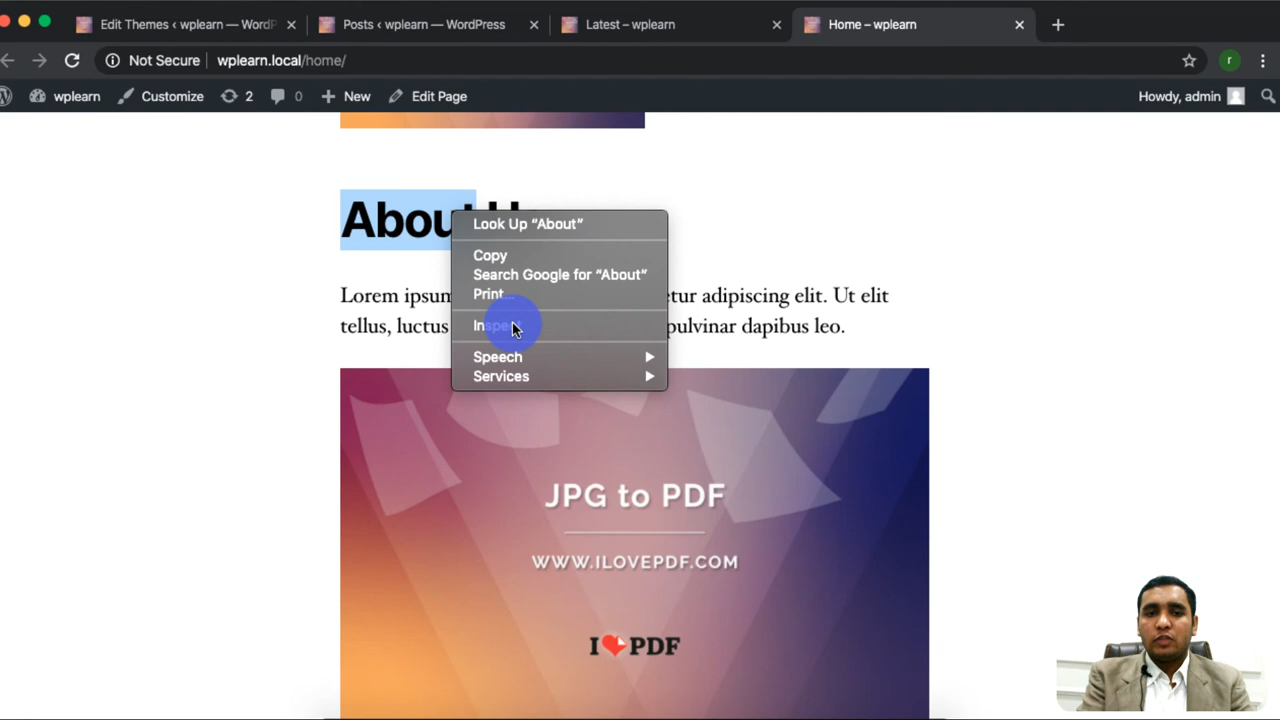 Edit Themes ‹ wplearn — WordP
Posts ‹ wplearn — WordPress
Latest – wplearn
Home – wplearn
Not Secure
wplearn.local/home/
r
wplearn
Customize
2
0
New
Edit Page
Howdy, admin
About
Look Up “About”
Copy
Search Google for “About”
Print...
Inspect
Speech
Services
Lorem ipsum
etur adipiscing elit. Ut elit
tellus, luctus
pulvinar dapibus leo.
JPG to PDF
WWW.ILOVEPDF.COM
I PDF